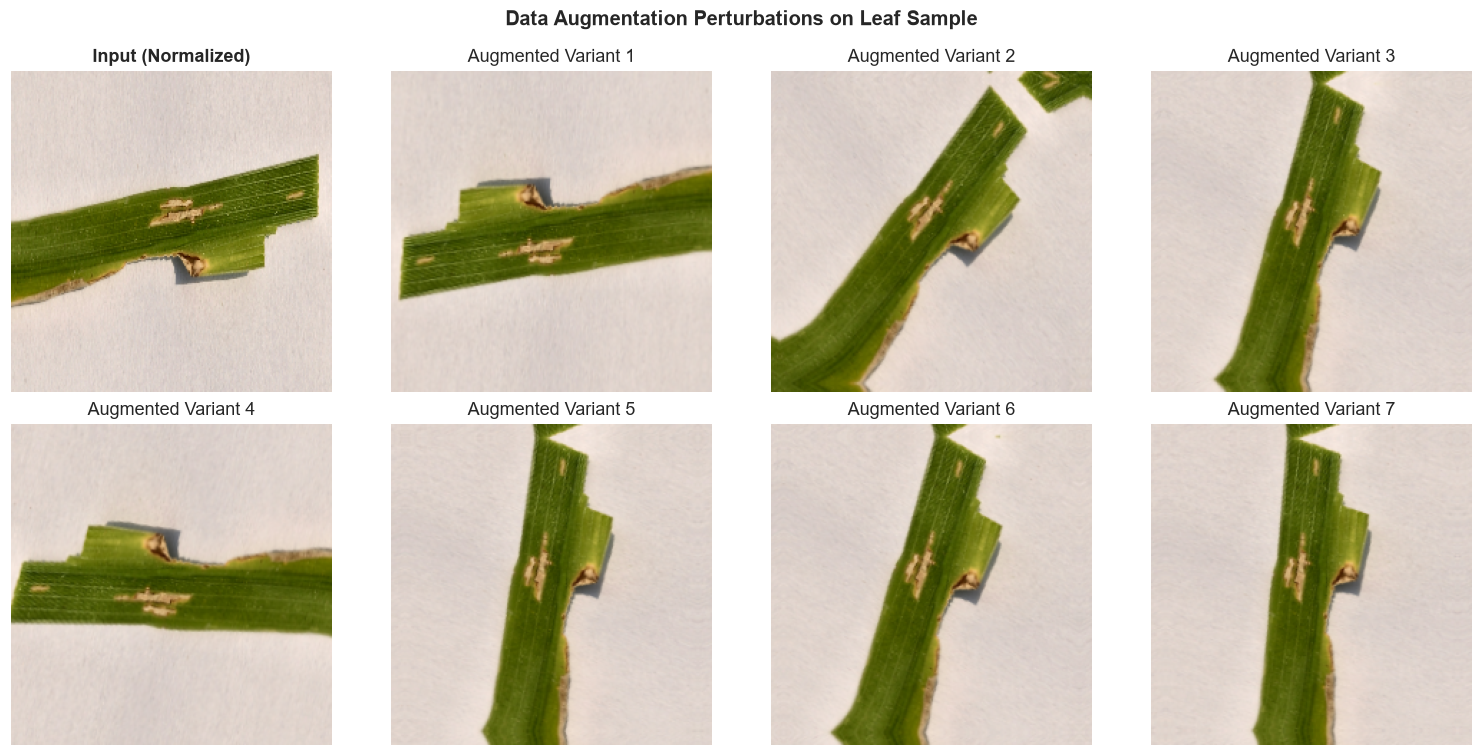 Data Augmentation Perturbations on Leaf Sample
Input (Normalized)
Augmented Variant 1
Augmented Variant 2
Augmented Variant 3
Augmented Variant 4
Augmented Variant 5
Augmented Variant 6
Augmented Variant 7